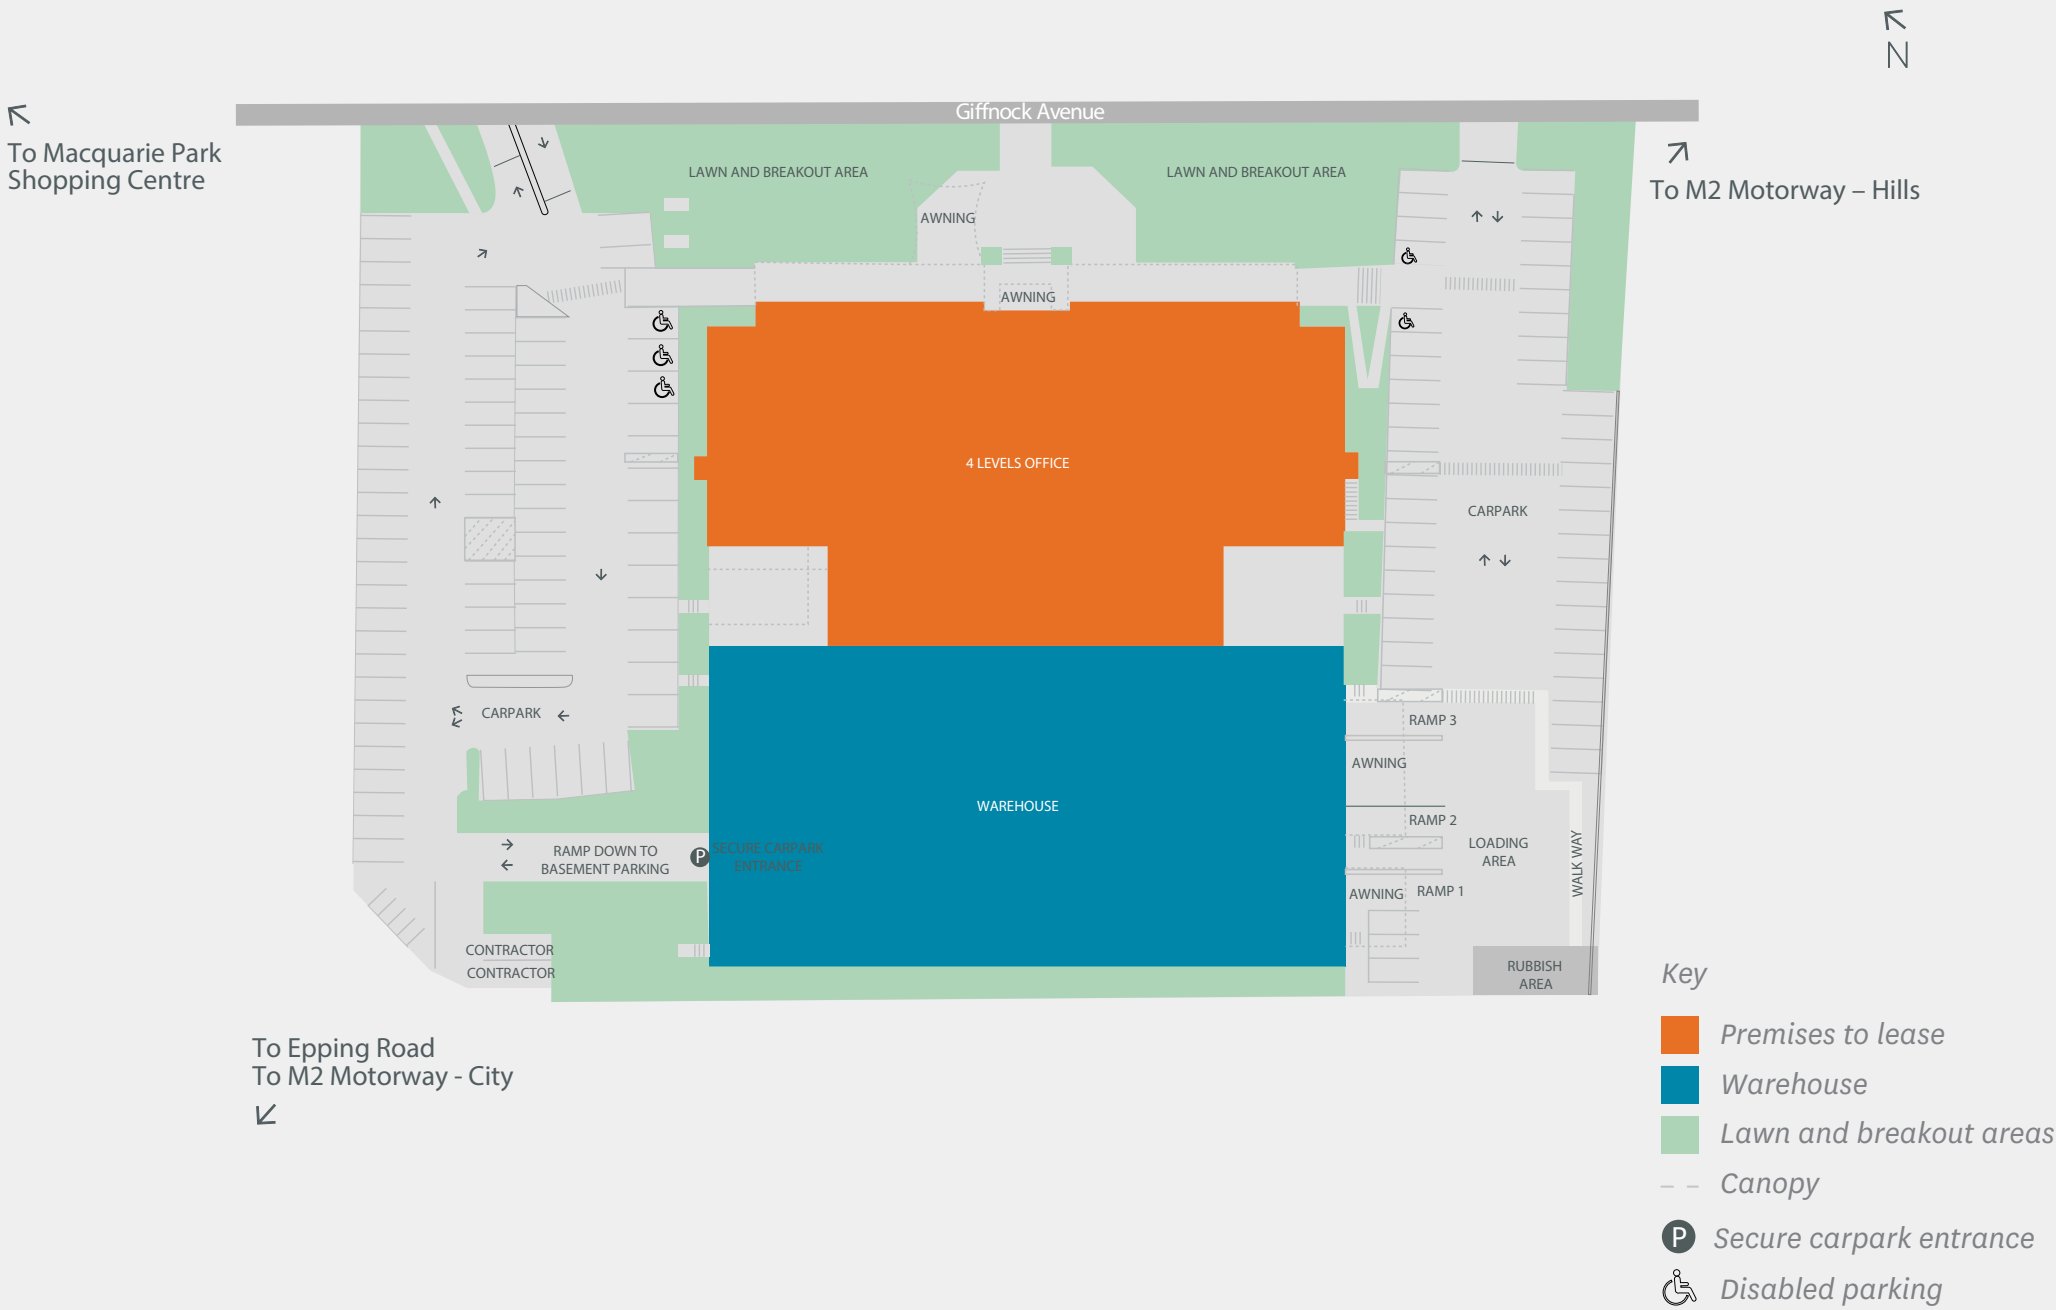 N
Giffnock Avenue
To Macquarie Park
Shopping Centre
To M2 Motorway – Hills
LAWN AND BREAKOUT AREA
LAWN AND BREAKOUT AREA
AWNING
AWNING
4 LEVELS OFFICE
CARPARK
CARPARK
RAMP 3
AWNING
WAREHOUSE
RAMP 2
RAMP DOWN TO
BASEMENT PARKING
P
SECURE CARPARK
ENTRANCE
LOADING
AREA
WALK WAY
AWNING
RAMP 1
CONTRACTOR
CONTRACTOR
RUBBISH
AREA
To Epping Road
To M2 Motorway - City
Key
Premises to lease
Warehouse
Lawn and breakout areas
Canopy
P Secure carpark entrance
Disabled parking